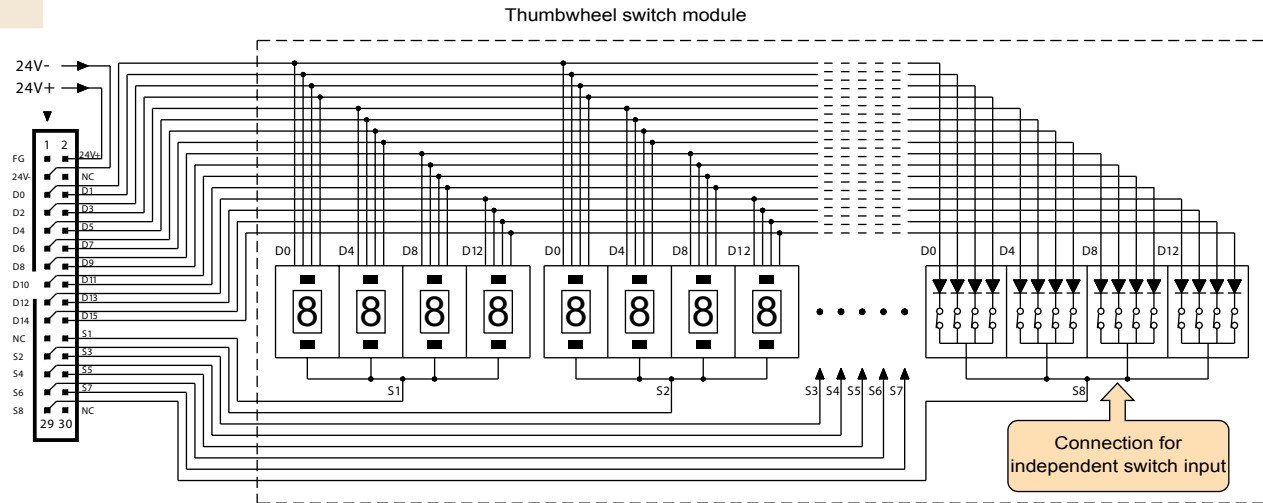 Thumbwheel switch module
24V-
24V+
1 2
FG 24V+
24V- NC
D0 D1
D2 D3
D4 D5
D6 D7
D8 D9
D10 D11
D12 D13
D14 D15
NC S1
S2 S3
S4 S5
S6 S7
S8 NC
29 30
D0 D4 D8 D12 D0 D4 D8 D12 D0 D4 D8 D12
8 8 8 8 8 8 8 8
S1 S2 S3 S4 S5 S6 S7 S8
Connection for
independent switch input